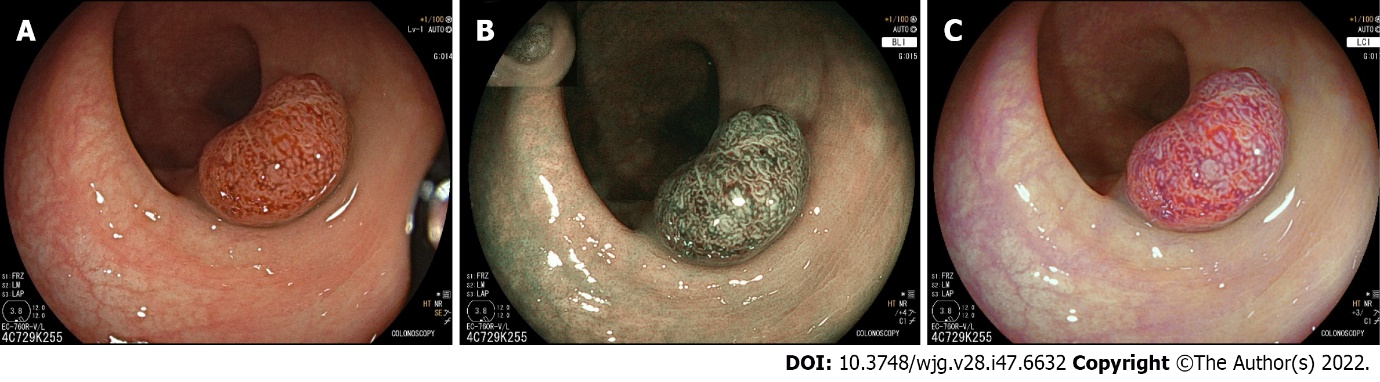 A
1/100
Lv-1 AUTO
G:014
S1:FRZ
S2:LM
S3:LAP
3.8 12.0
12.0
EC-760R-V/L
4C729K255
HT NR
SE
COLONOSCOPY
B
1/100
AUTO
BLI
G:015
S1:FRZ
S2:LM
S3:LAP
3.8 12.0
12.0
EC-760R-V/L
4C729K255
HT NR
C1
COLONOSCOPY
C
1/100
AUTO
LCI
S1:FRZ
S2:LM
S3:LAP
3.8 12.0
12.0
EC-760R-V/L
4C729K255
HT NR
C1
COLONOSCOPY
DOI: 10.3748/wjg.v28.i47.6632 Copyright ©The Author(s) 2022.